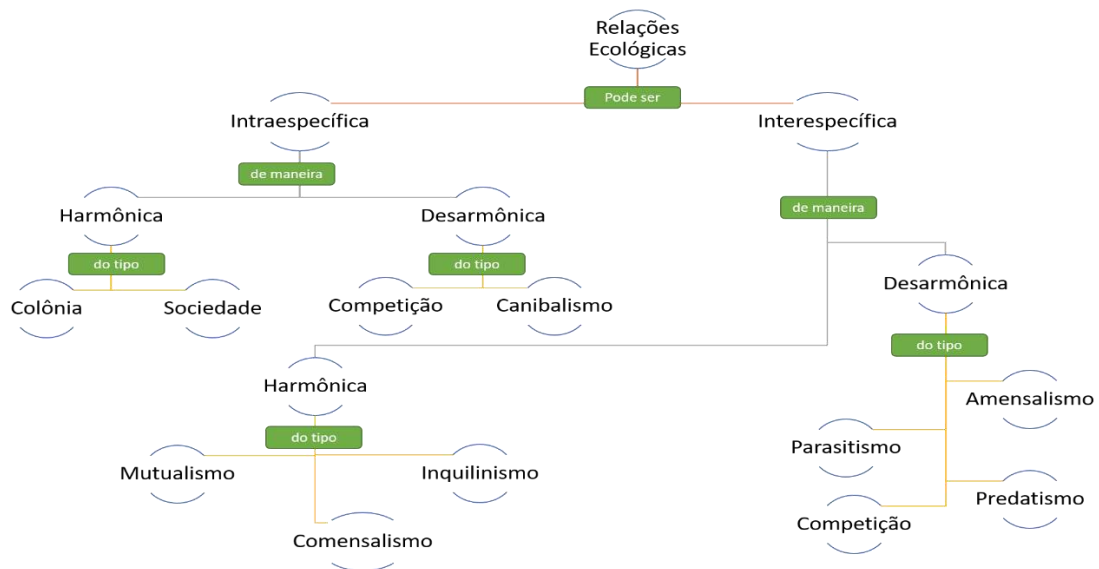 Relações
Ecológicas
Pode ser
Intraespecífica
Interespecífica
de maneira
de maneira
Harmônica
Desarmônica
do tipo
do tipo
Colônia
Sociedade
Competição
Canibalismo
Desarmônica
do tipo
Harmônica
do tipo
Amensalismo
Parasitismo
Mutualismo
Inquilinismo
Predatismo
Competição
Comensalismo